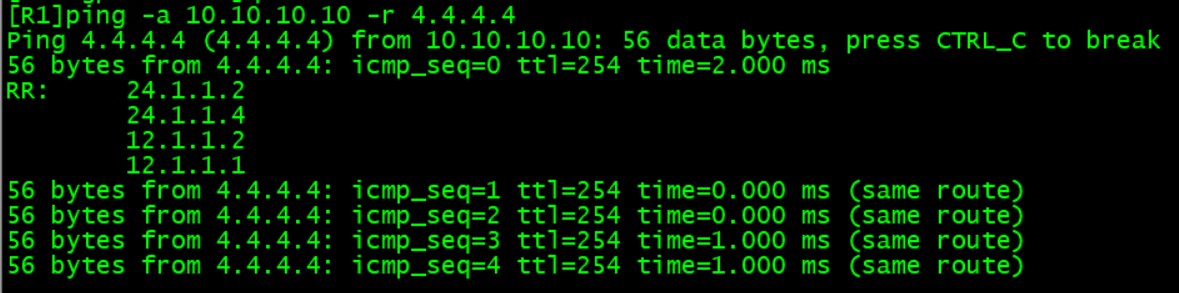 [R1]ping -a 10.10.10.10 -r 4.4.4.4
Ping 4.4.4.4 (4.4.4.4) from 10.10.10.10: 56 data bytes, press CTRL_C to break
56 bytes from 4.4.4.4: icmp_seq=0 ttl=254 time=2.000 ms
RR:      24.1.1.2
         24.1.1.4
         12.1.1.2
         12.1.1.1
56 bytes from 4.4.4.4: icmp_seq=1 ttl=254 time=0.000 ms (same route)
56 bytes from 4.4.4.4: icmp_seq=2 ttl=254 time=0.000 ms (same route)
56 bytes from 4.4.4.4: icmp_seq=3 ttl=254 time=1.000 ms (same route)
56 bytes from 4.4.4.4: icmp_seq=4 ttl=254 time=1.000 ms (same route)